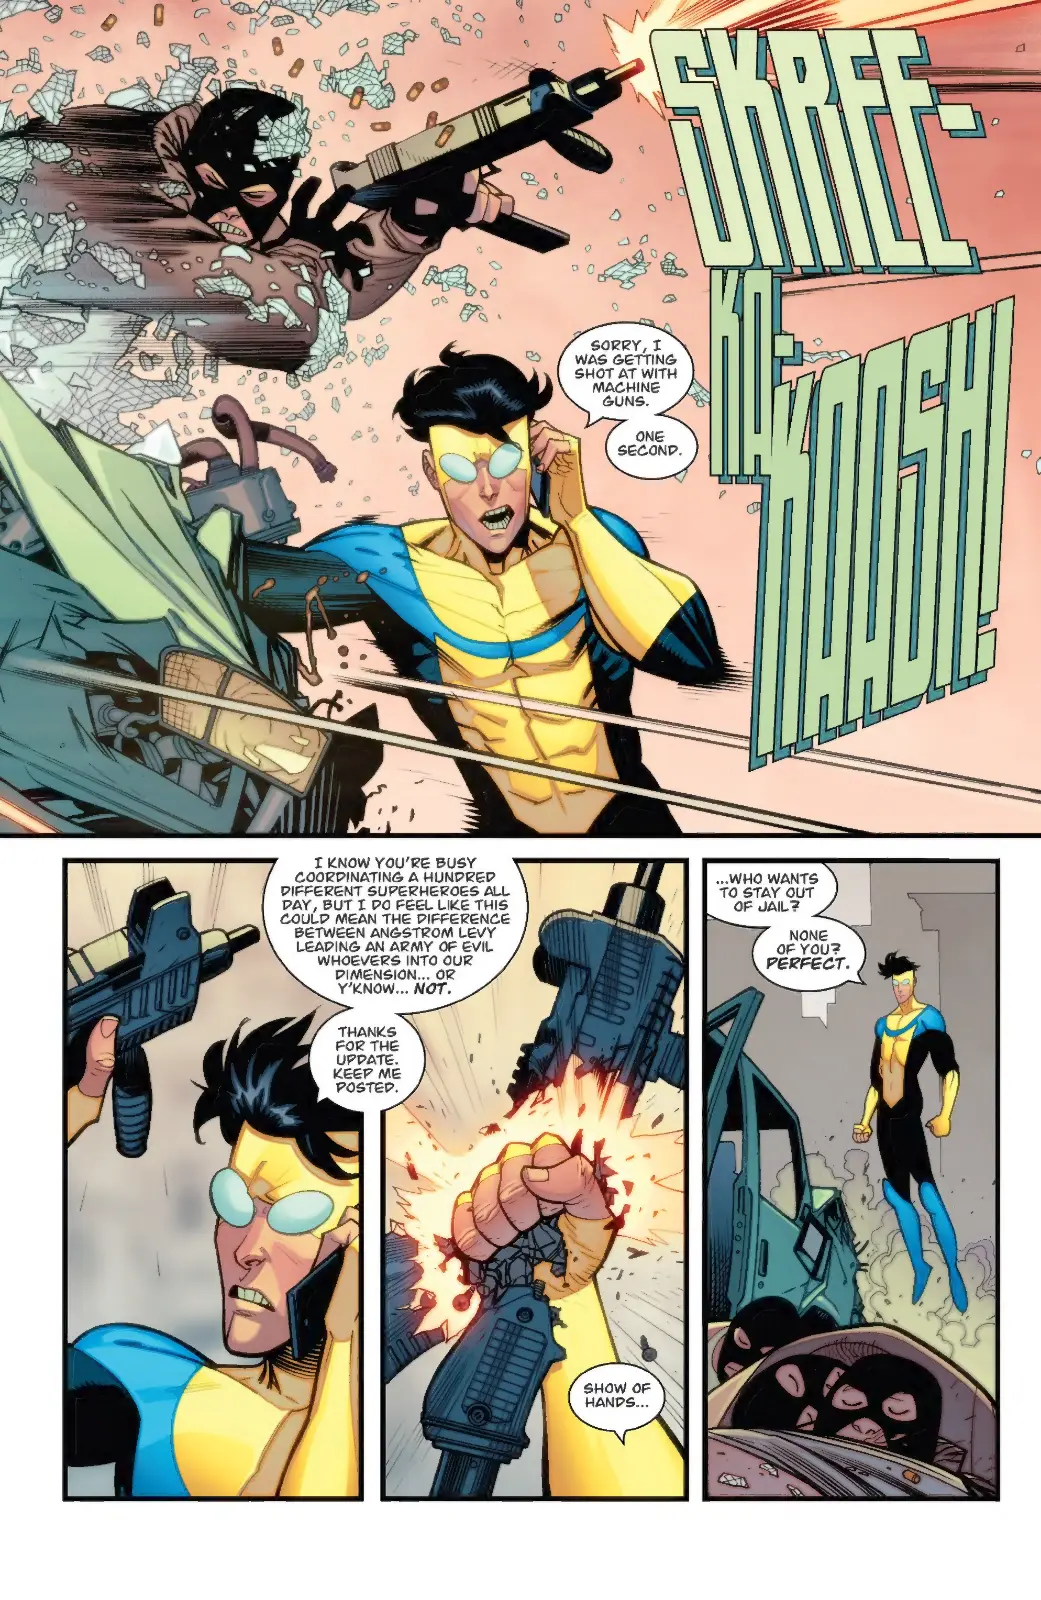 SKREE-
KA-
KOOSH!
SORRY, I
WAS GETTING
SHOT AT WITH
MACHINE
GUNS.
ONE
SECOND.
I KNOW YOU'RE BUSY
COORDINATING A HUNDRED
DIFFERENT SUPERHEROES ALL
DAY, BUT I DO FEEL LIKE THIS
COULD MEAN THE DIFFERENCE
BETWEEN ANGSTROM LEVY
LEADING AN ARMY OF EVIL
WHOEVERS INTO OUR
DIMENSION... OR
Y'KNOW... NOT.
THANKS
FOR THE
UPDATE.
KEEP ME
POSTED.
SHOW OF
HANDS...
...WHO WANTS
TO STAY OUT
OF JAIL?
NONE
OF YOU?
PERFECT.